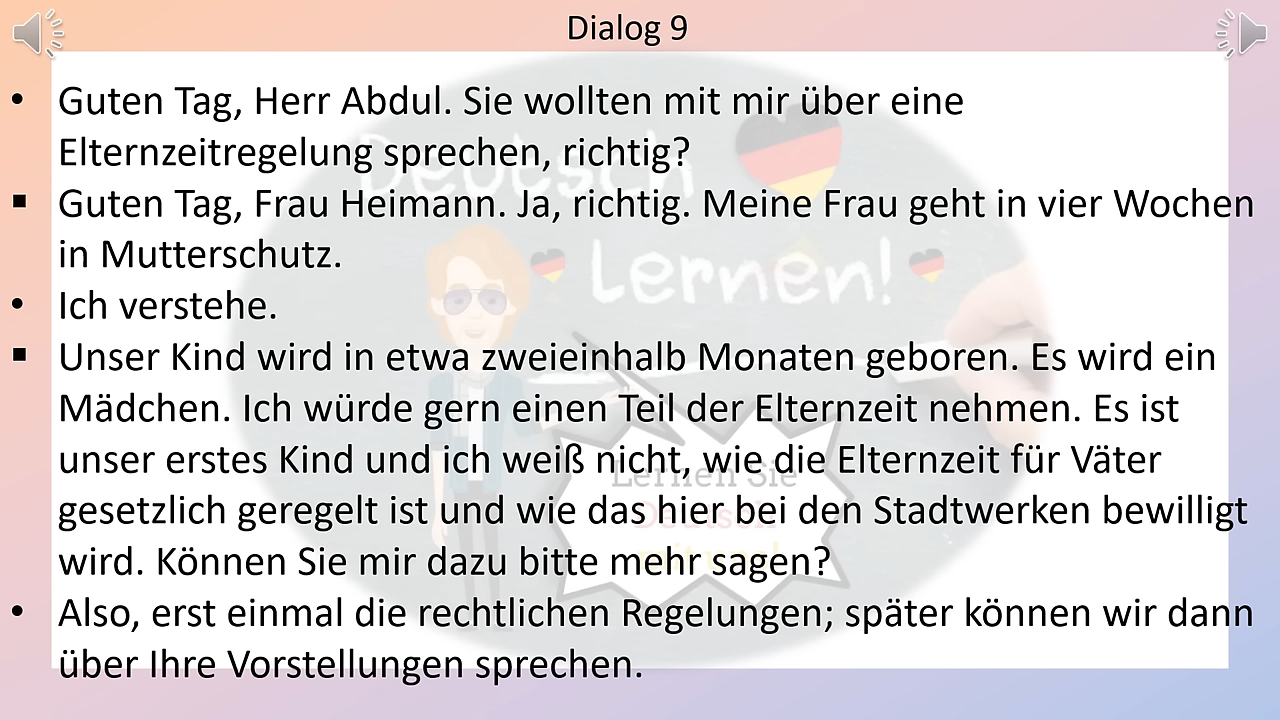 Dialog 9
• Guten Tag, Herr Abdul. Sie wollten mit mir über eine
Elternzeitregelung sprechen, richtig?
▪ Guten Tag, Frau Heimann. Ja, richtig. Meine Frau geht in vier Wochen
in Mutterschutz.
• Ich verstehe.
▪ Unser Kind wird in etwa zweieinhalb Monaten geboren. Es wird ein
Mädchen. Ich würde gern einen Teil der Elternzeit nehmen. Es ist
unser erstes Kind und ich weiß nicht, wie die Elternzeit für Väter
gesetzlich geregelt ist und wie das hier bei den Stadtwerken bewilligt
wird. Können Sie mir dazu bitte mehr sagen?
• Also, erst einmal die rechtlichen Regelungen; später können wir dann
über Ihre Vorstellungen sprechen.
Deutsch
Lernen!
Lernen Sie
Deutsch